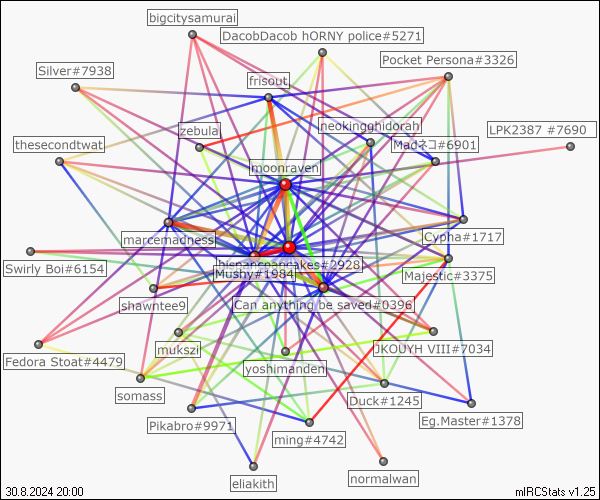 bigcitysamurai
DacobDacob hORNY police#5271
Pocket Persona#3326
Silver#7938
frisout
neokingghidorah
LPK2387 #7690
zebulai
thesecondtwat
Madネコ#6901
moonraven
marcemadness
Cypha#1717
hispanicpancakes#2928
Swirly Boi#6154
Mushy#1984
Majestic#3375
shawntee9
Can anything be saved#0396
mukszi
JKOUYH VIII#7034
Fedora Stoat#4479
yoshimanden
somass
Duck#1245
Pikabro#9971
Eg.Master#1378
ming#4742
eliakith
normalwan
30.8.2024 20:00
mIRCStats v1.25